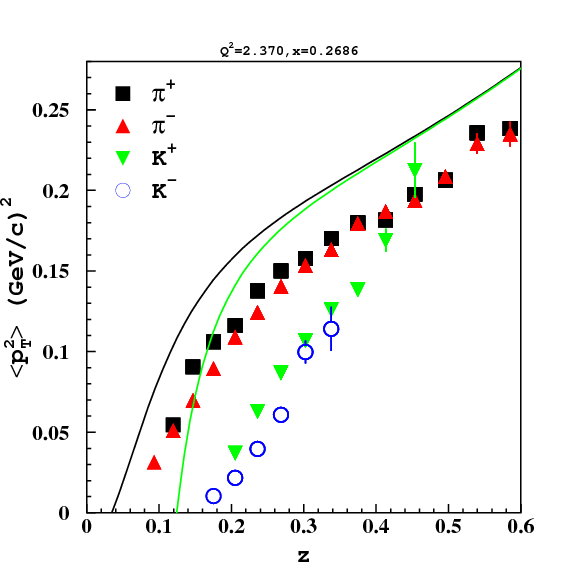 Q²=2.370,x=0.2686
π⁺
π⁻
K⁺
K⁻
<p²_T> (GeV/c)²
0.25
0.2
0.15
0.1
0.05
0
0 0.1 0.2 0.3 0.4 0.5 0.6
z